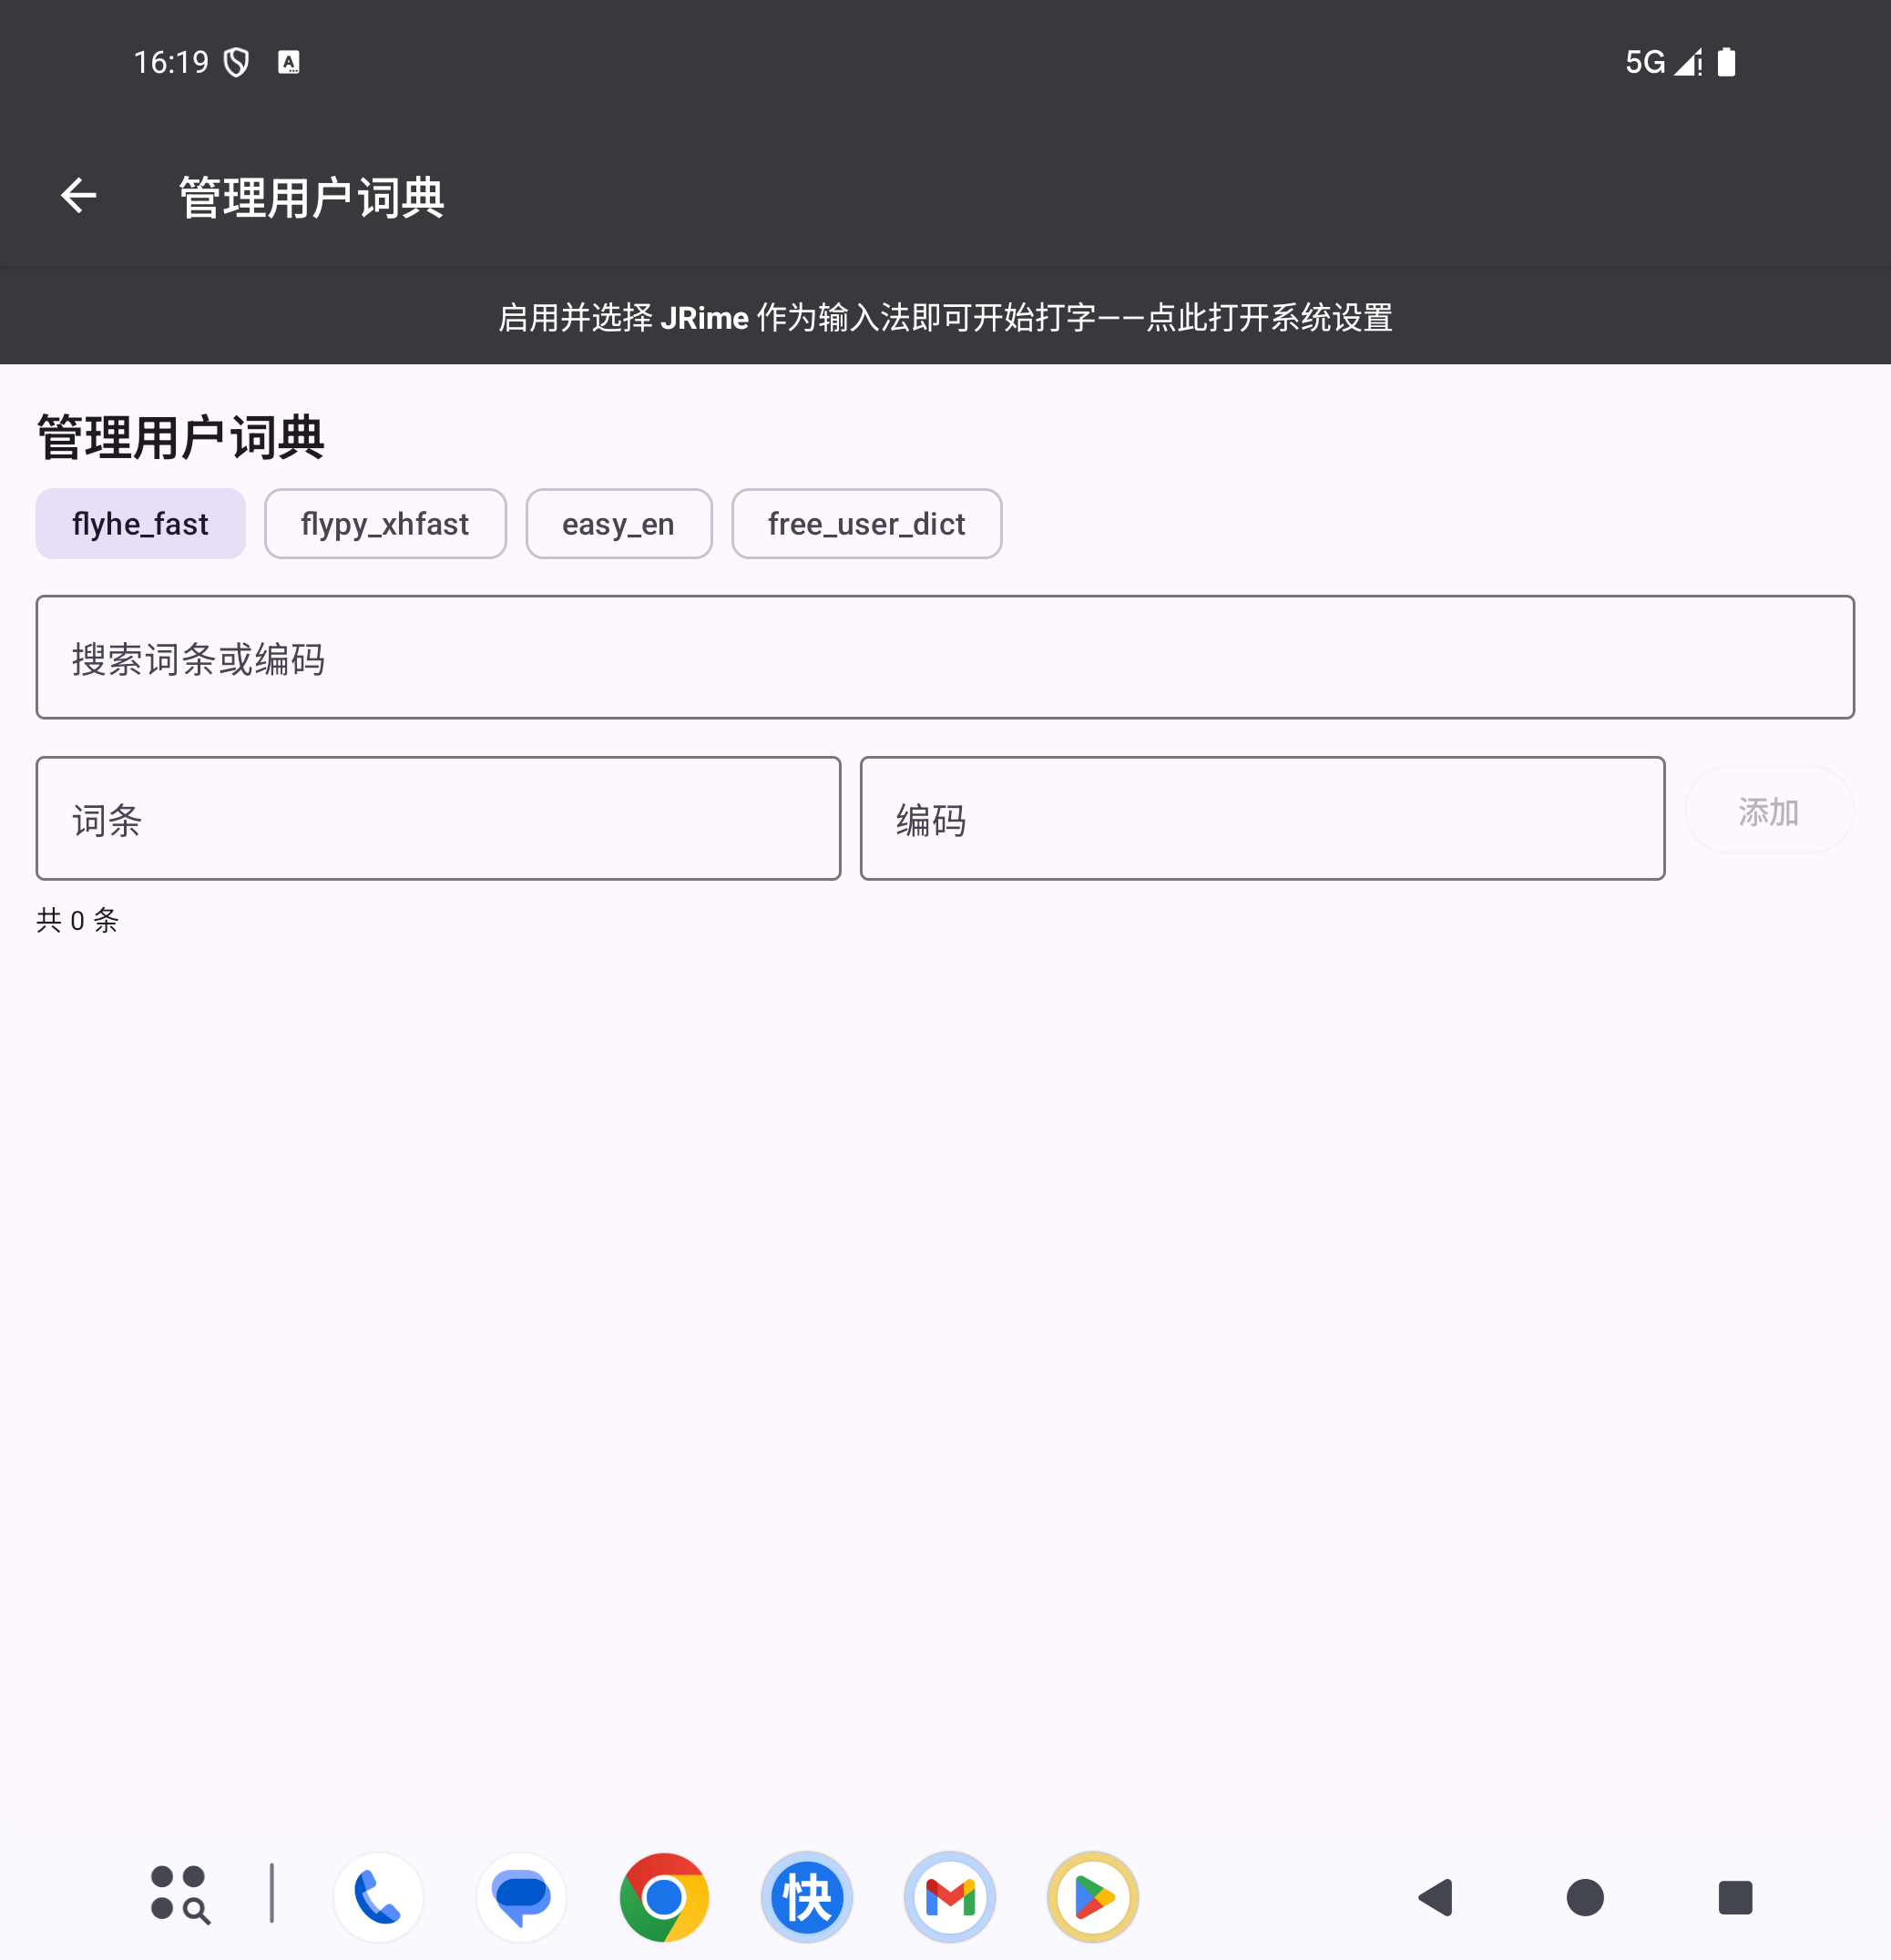 16:19
5G
管理用户词典
启用并选择 JRime 作为输入法即可开始打字——点此打开系统设置
管理用户词典
flyhe_fast flypy_xhfast easy_en free_user_dict
搜索词条或编码
词条 编码 添加
共 0 条
快